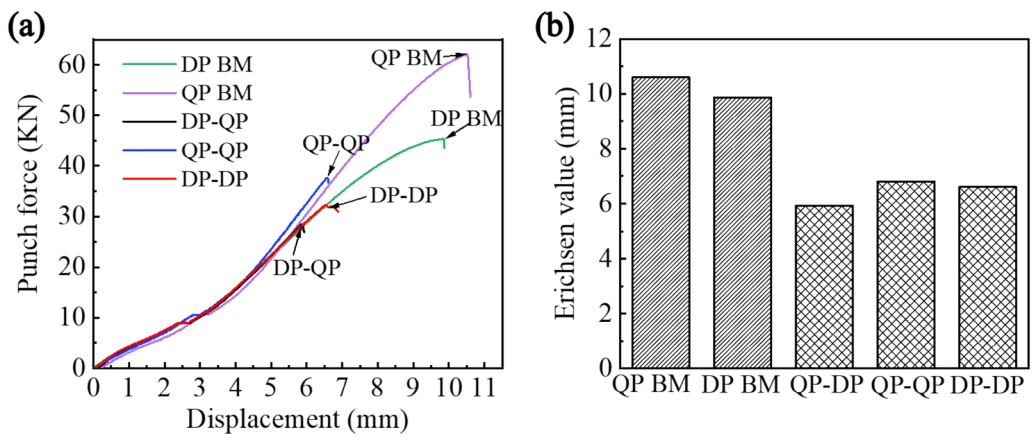 (a)
Punch force (KN)
60
50
40
30
20
10
0
DP BM
QP BM
DP-QP
QP-QP
DP-DP
QP BM
DP BM
QP-QP
DP-DP
DP-QP
0 1 2 3 4 5 6 7 8 9 10 11
Displacement (mm)
(b)
Erichsen value (mm)
12
10
8
6
4
2
0
QP BM DP BM QP-DP QP-QP DP-DP